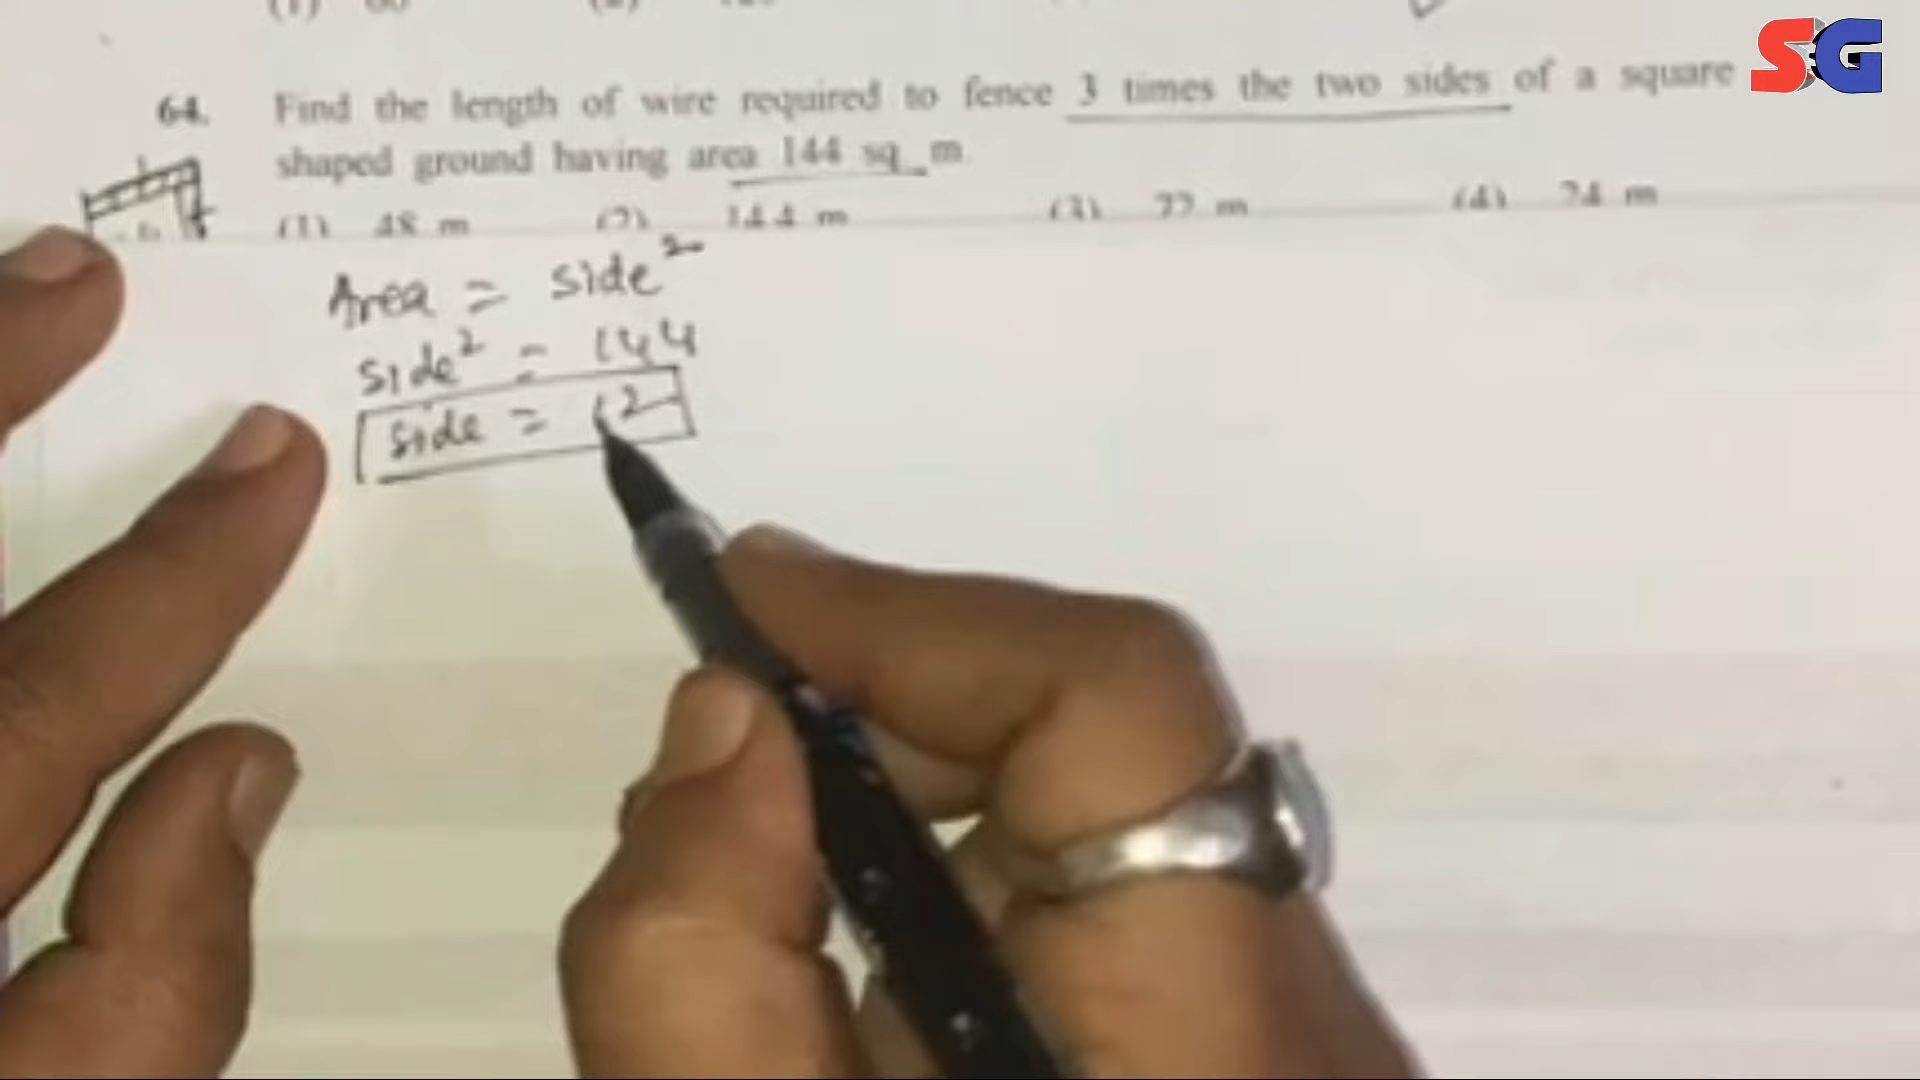 SG
64. Find the length of wire required to fence 3 times the two sides of a square
shaped ground having area 144 sq m.
(1) 48 m (2) 144 m (3) 72 m (4) 24 m
Area = side²
side² = 144
side = 12